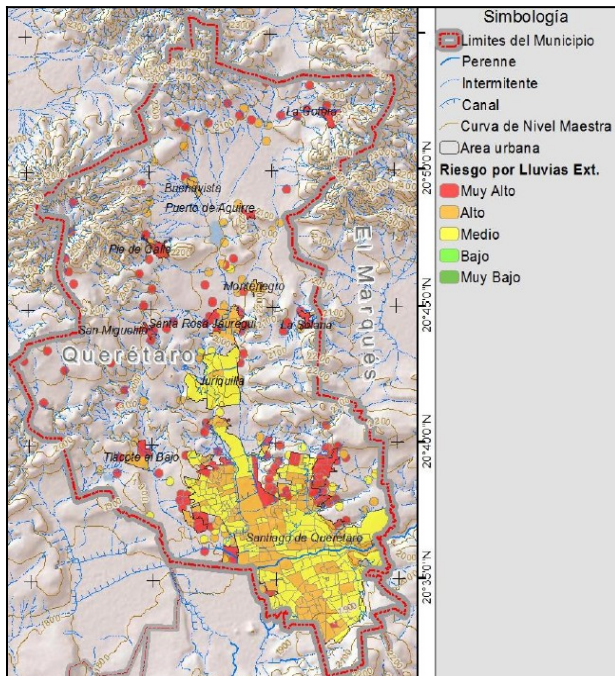 Simbología
Limites del Municipio
Perenne
Intermitente
Canal
Curva de Nivel Maestra
Area urbana
Riesgo por Lluvias Ext.
Muy Alto
Alto
Medio
Bajo
Muy Bajo
Buenavista
Puerto de Aguirre
Pie de Gallo
Montenegro
Santa Rosa Jauregui
La Solana
San Miguelito
Querétaro
El Marqués
Juriquilla
Tlacote el Bajo
Santiago de Querétaro
20°50'0"N
20°45'0"N
20°40'0"N
20°35'0"N